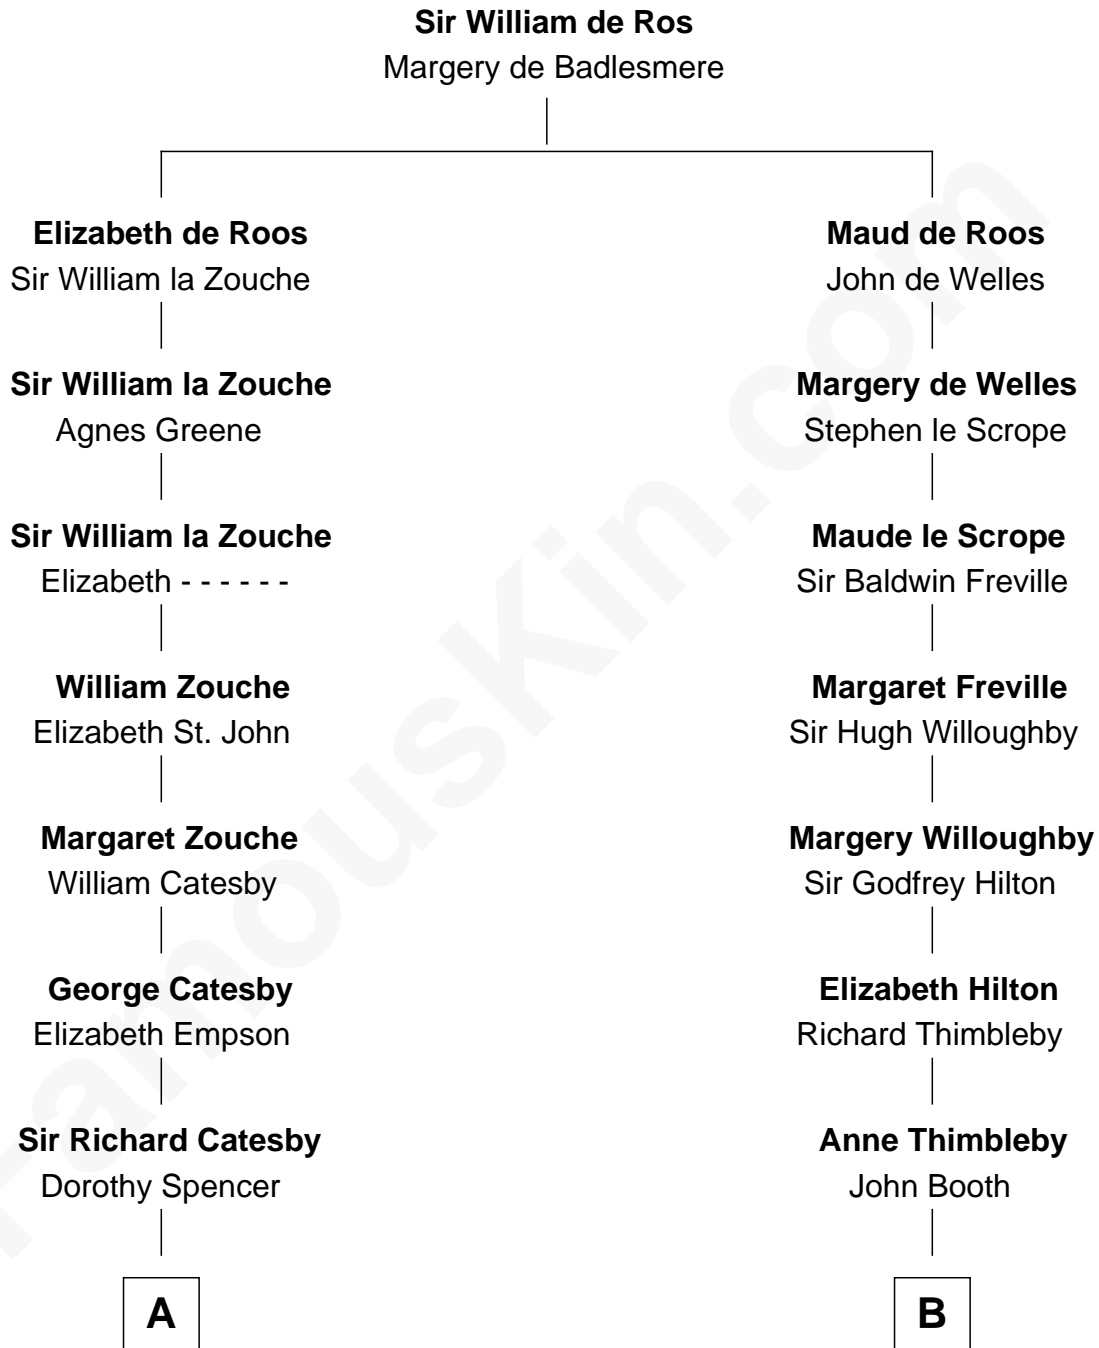 Sir William de Ros
Margery de Badlesmere
Elizabeth de Roos
Sir William la Zouche
Maud de Roos
John de Welles
Sir William la Zouche
Agnes Greene
Margery de Welles
Stephen le Scrope
Sir William la Zouche
Elizabeth - - - - - -
Maude le Scrope
Sir Baldwin Freville
William Zouche
Elizabeth St. John
Margaret Freville
Sir Hugh Willoughby
Margaret Zouche
William Catesby
Margery Willoughby
Sir Godfrey Hilton
George Catesby
Elizabeth Empson
Elizabeth Hilton
Richard Thimbleby
Sir Richard Catesby
Dorothy Spencer
Anne Thimbleby
John Booth
A
B
FamousKin.com